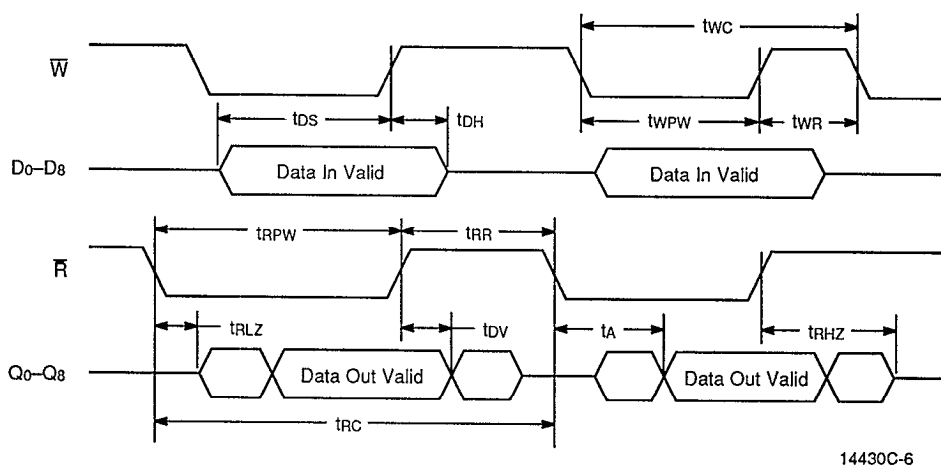 tWC
W
tDS tDH tWPW tWR
D0–D8 Data In Valid Data In Valid
tRPW tRR
R
tRLZ tDV tA tRHZ
Q0–Q8 Data Out Valid Data Out Valid
tRC
14430C-6